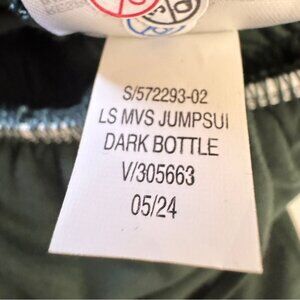 S/572293-02
LS MVS JUMPSUI
DARK BOTTLE
V/305663
05/24